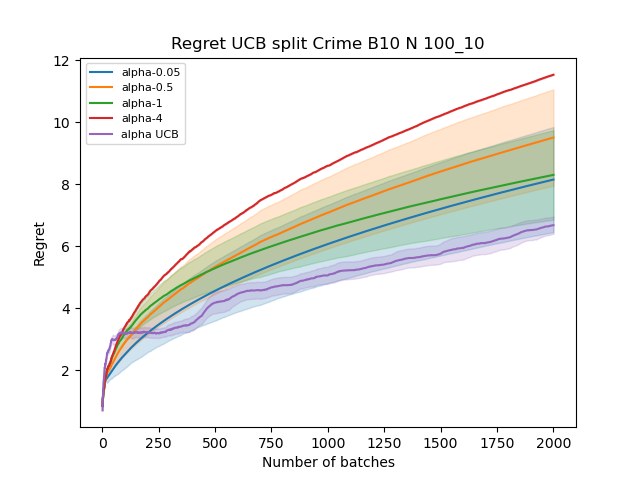 Regret UCB split Crime B10 N 100_10
alpha-0.05
alpha-0.5
alpha-1
alpha-4
alpha UCB
12
10
8
6
4
2
Regret
0 250 500 750 1000 1250 1500 1750 2000
Number of batches